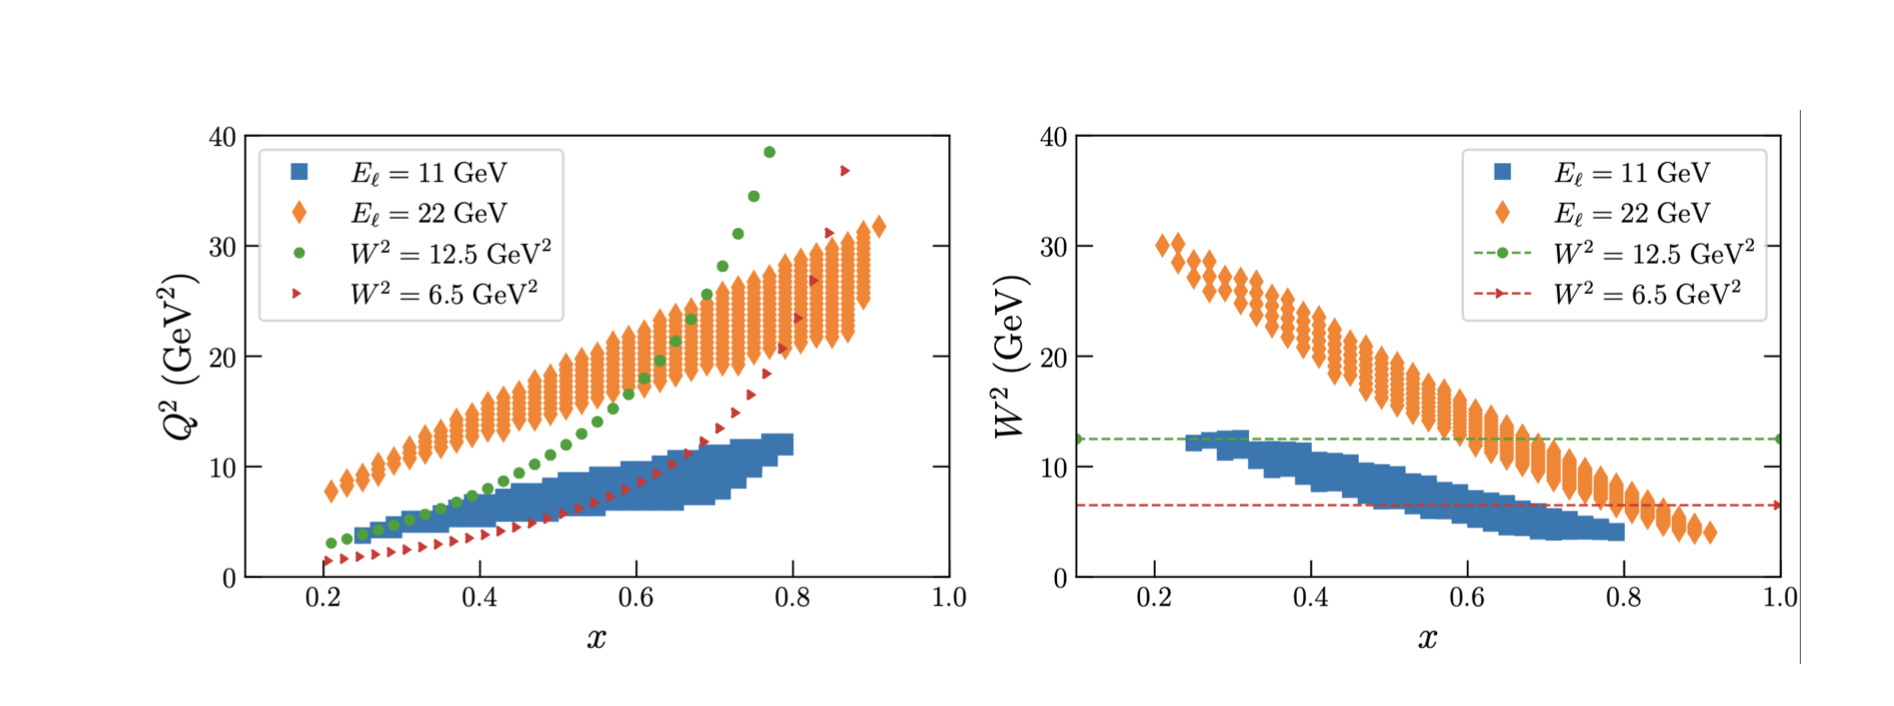 40
30
20
10
0
Q² (GeV²)
E_ℓ = 11 GeV
E_ℓ = 22 GeV
W² = 12.5 GeV²
W² = 6.5 GeV²
0.2 0.4 0.6 0.8 1.0
x
40
30
20
10
0
W² (GeV)
E_ℓ = 11 GeV
E_ℓ = 22 GeV
W² = 12.5 GeV²
W² = 6.5 GeV²
0.2 0.4 0.6 0.8 1.0
x